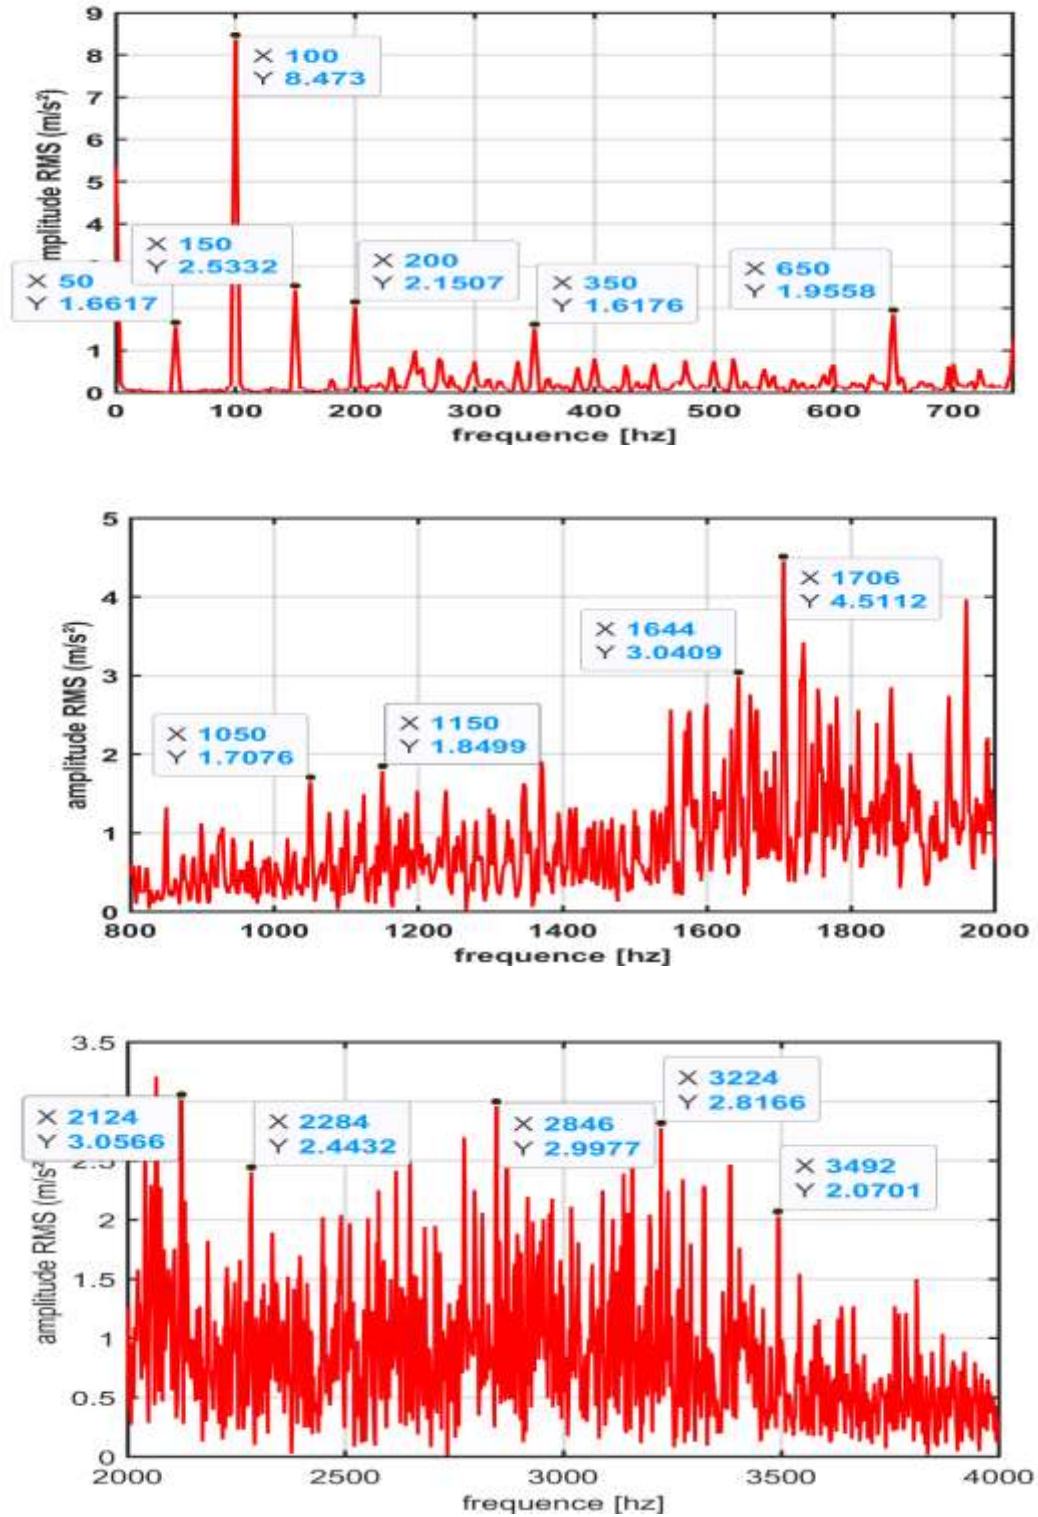 9
8
7
6
5
4
1
0
mplitude RMS (m/s²)
X 100
Y 8.473
X 150
Y 2.5332
X 50
Y 1.6617
X 200
Y 2.1507
X 350
Y 1.6176
X 650
Y 1.9558
0 100 200 300 400 500 600 700
frequence [hz]
5
4
3
2
1
0
amplitude RMS (m/s²)
X 1706
Y 4.5112
X 1644
Y 3.0409
X 1050
Y 1.7076
X 1150
Y 1.8499
800 1000 1200 1400 1600 1800 2000
frequence [hz]
3.5
2.5
2
1.5
1
0.5
0
amplitude RMS (m/s²
X 2124
Y 3.0566
X 2284
Y 2.4432
X 2846
Y 2.9977
X 3224
Y 2.8166
X 3492
Y 2.0701
2000 2500 3000 3500 4000
frequence [hz]